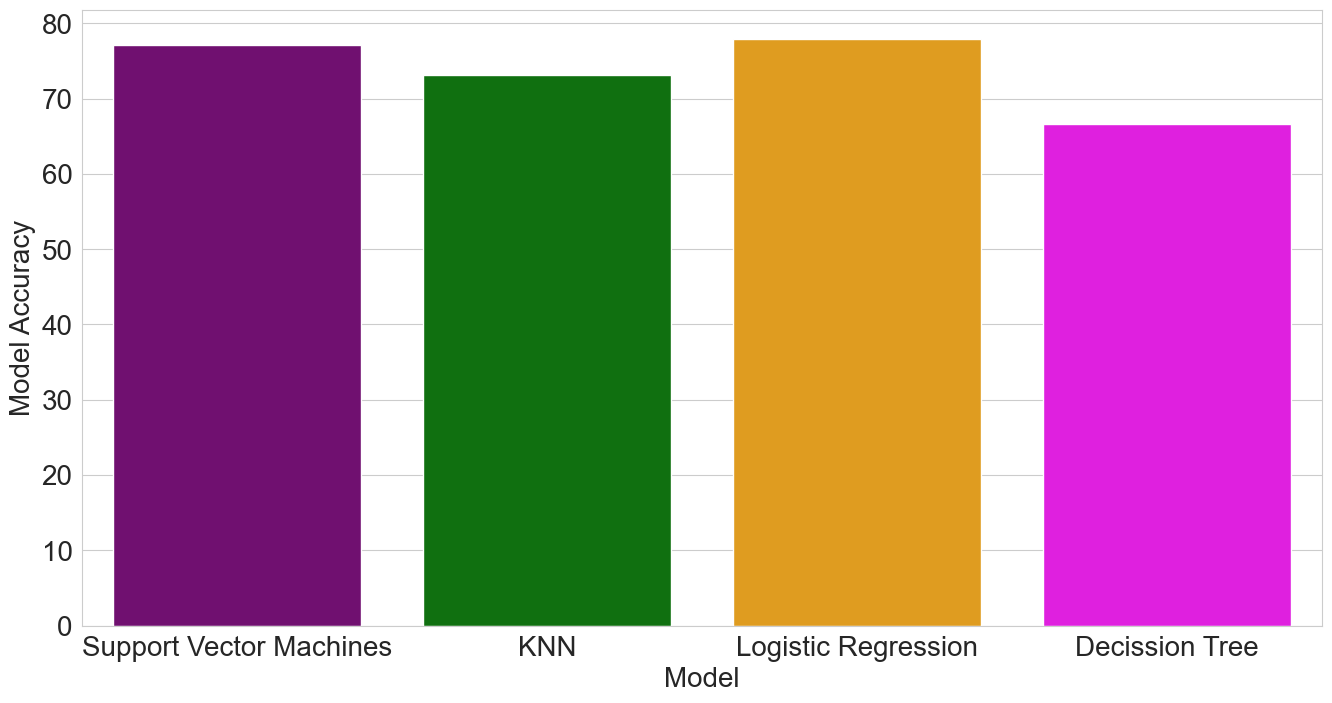 80
70
60
50
40
30
20
10
0
Model Accuracy
Support Vector Machines
KNN
Logistic Regression
Decission Tree
Model